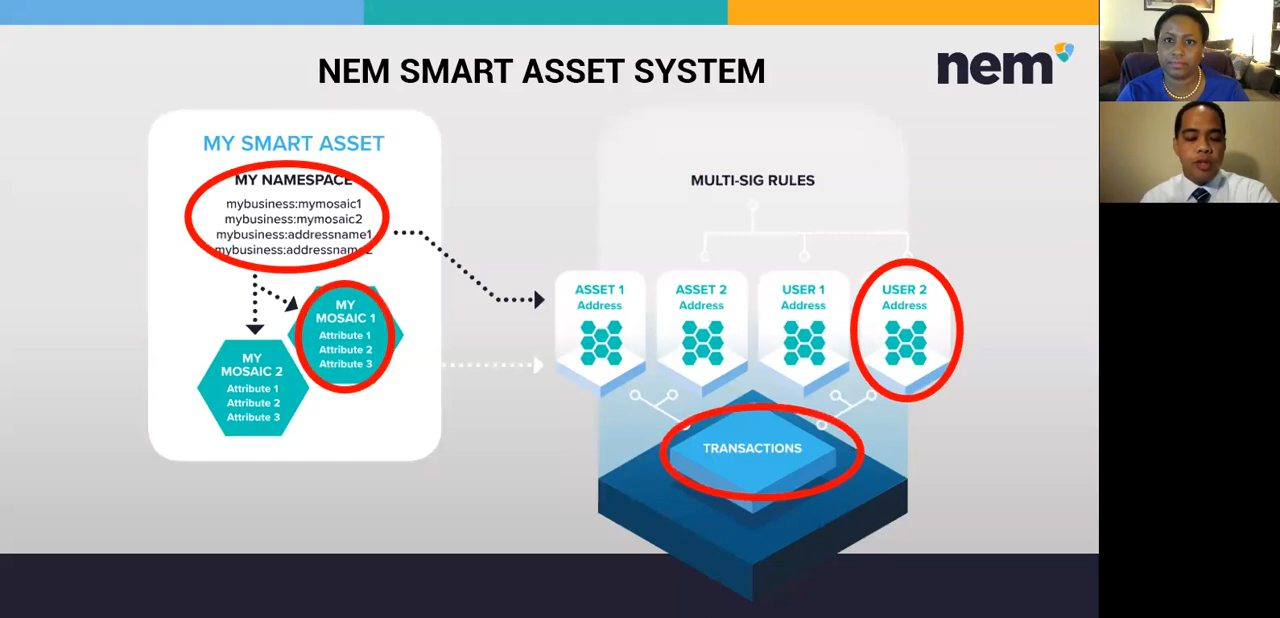 NEM SMART ASSET SYSTEM
nem
MY SMART ASSET
MY NAMESPACE
mybusiness:mymosaic1
mybusiness:mymosaic2
mybusiness:addressname1
mybusiness:addressname2
MY
MOSAIC 1
Attribute 1
Attribute 2
Attribute 3
MY
MOSAIC 2
Attribute 1
Attribute 2
Attribute 3
MULTI-SIG RULES
ASSET 1
Address
ASSET 2
Address
USER 1
Address
USER 2
Address
TRANSACTIONS